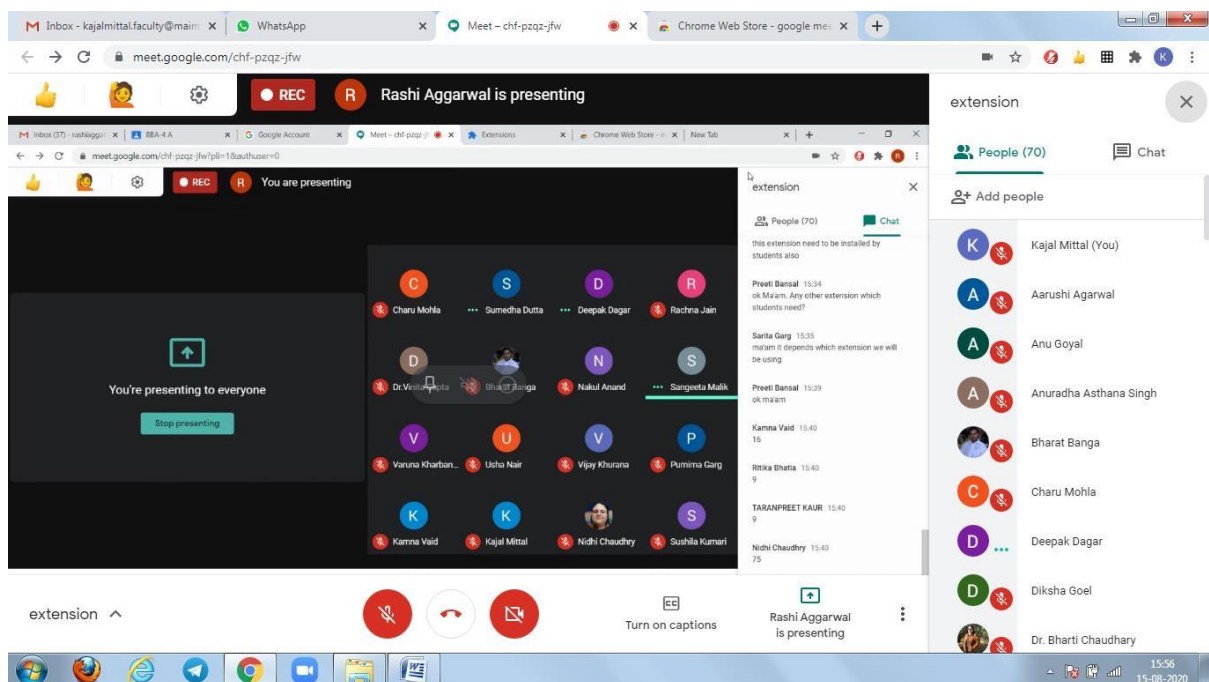 Inbox - kajalmittal.faculty@maim
WhatsApp
Meet – chf-pzqz-jfw
Chrome Web Store - google mee
meet.google.com/chf-pzqz-jfw
K
REC
R
Rashi Aggarwal is presenting
Inbox (37) - rashiaggar
BBA-4 A
Google Account
Meet - chf-pzqz-jf
Extensions
Chrome Web Store -
New Tab
meet.google.com/chf-pzqz-jfw?pli=1&authuser=0
REC
R
You are presenting
You're presenting to everyone
Stop presenting
C
S
D
R
Charu Mohla
Sumedha Dutta
Deepak Dagar
Rachna Jain
D
N
S
Dr.Vinita Gupta
Bharat Banga
Nakul Anand
Sangeeta Malik
V
U
V
P
Varuna Kharban...
Usha Nair
Vijay Khurana
Purnima Garg
K
K
S
Kamna Vaid
Kajal Mittal
Nidhi Chaudhry
Sushila Kumari
extension
People (70)
Chat
this extension need to be installed by
students also
Preeti Bansal 15:34
ok Ma'am. Any other extension which
students need?
Sarita Garg 15:35
ma'am it depends which extension we will
be using
Preeti Bansal 15:39
ok ma'am
Kamna Vaid 15:40
16
Ritika Bhatia 15:40
9
TARANPREET KAUR 15:40
9
Nidhi Chaudhry 15:40
75
extension
People (70)
Chat
Add people
K
Kajal Mittal (You)
A
Aarushi Agarwal
A
Anu Goyal
A
Anuradha Asthana Singh
Bharat Banga
C
Charu Mohla
D
Deepak Dagar
D
Diksha Goel
Dr. Bharti Chaudhary
extension
CC
Turn on captions
Rashi Aggarwal
is presenting
15:56
15-08-2020